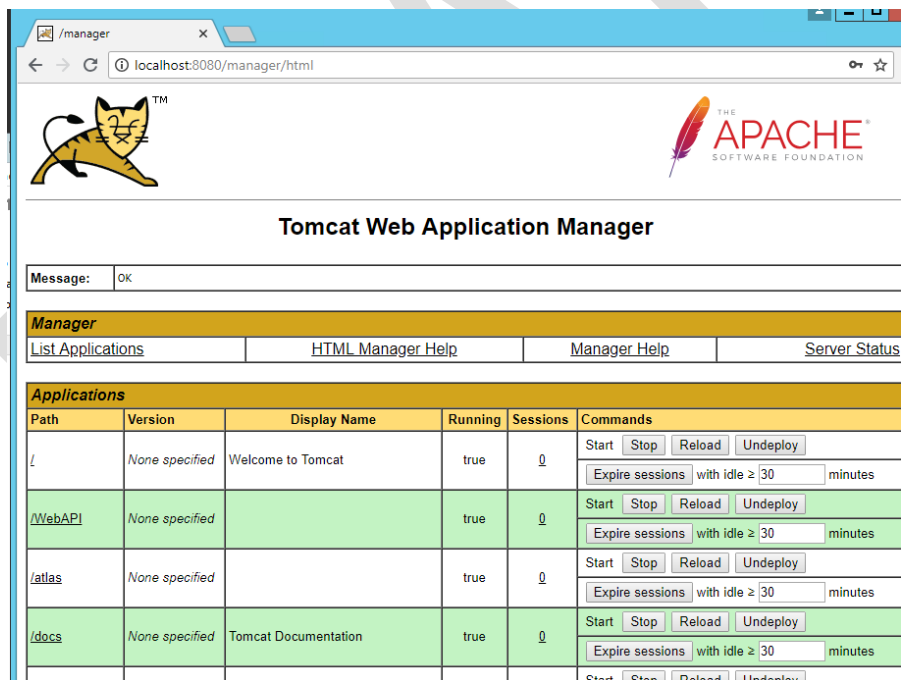 /manager
localhost:8080/manager/html
TM
THE
APACHE®
SOFTWARE FOUNDATION
Tomcat Web Application Manager
Message: OK
Manager
List Applications HTML Manager Help Manager Help Server Status
Applications
Path Version Display Name Running Sessions Commands
Start Stop Reload Undeploy
/ None specified Welcome to Tomcat true 0
Expire sessions with idle ≥ 30 minutes
Start Stop Reload Undeploy
/WebAPI None specified true 0
Expire sessions with idle ≥ 30 minutes
Start Stop Reload Undeploy
/atlas None specified true 0
Expire sessions with idle ≥ 30 minutes
Start Stop Reload Undeploy
/docs None specified Tomcat Documentation true 0
Expire sessions with idle ≥ 30 minutes
Start Stop Reload Undeploy